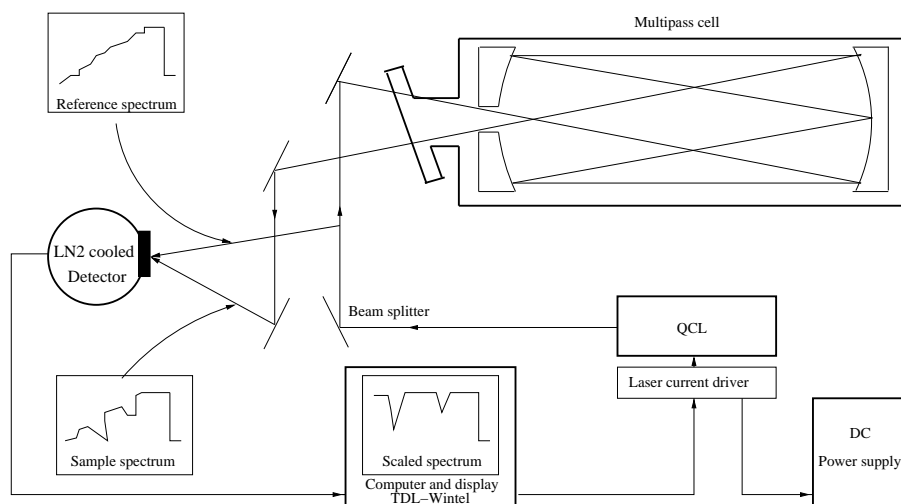 Multipass cell
Reference spectrum
LN2 cooled
Detector
Beam splitter
QCL
Laser current driver
Sample spectrum
Scaled spectrum
Computer and display
TDL−Wintel
DC
Power supply